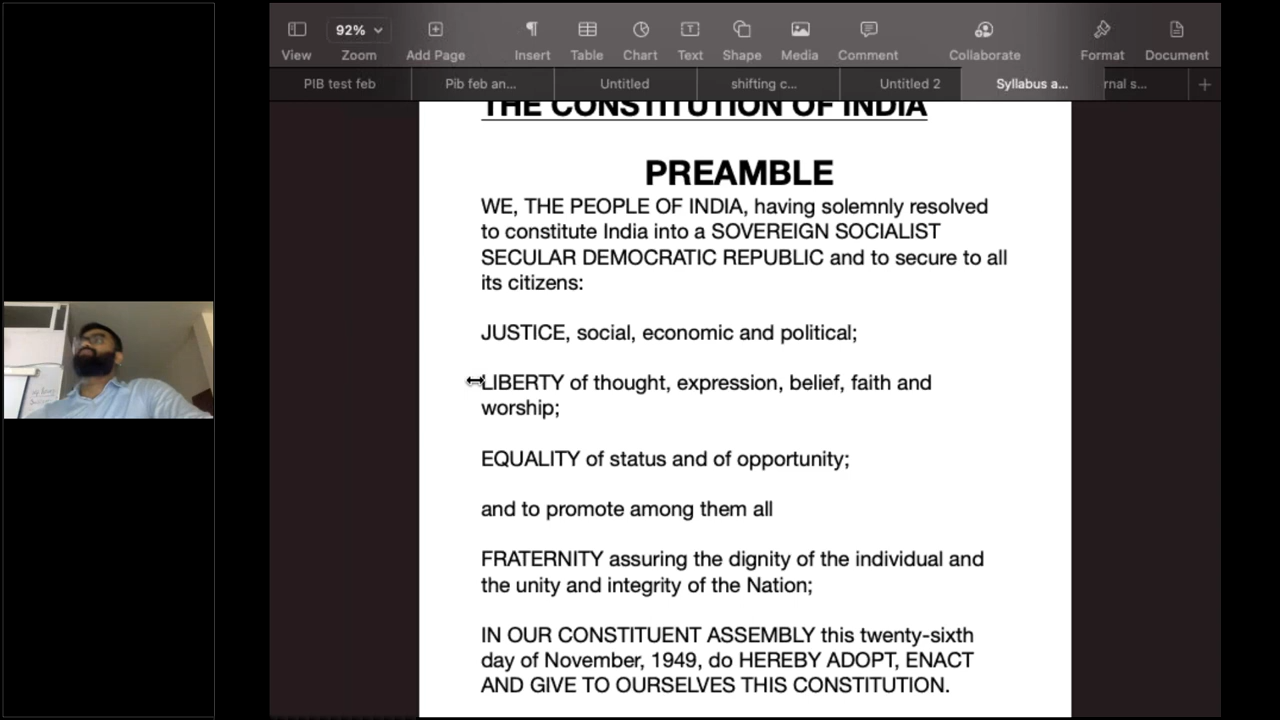 92%
View Zoom Add Page Insert Table Chart Text Shape Media Comment Collaborate Format Document
PIB test feb Pib feb an... Untitled shifting c... Untitled 2 Syllabus a... rnal s...
THE CONSTITUTION OF INDIA
PREAMBLE
WE, THE PEOPLE OF INDIA, having solemnly resolved
to constitute India into a SOVEREIGN SOCIALIST
SECULAR DEMOCRATIC REPUBLIC and to secure to all
its citizens:
JUSTICE, social, economic and political;
LIBERTY of thought, expression, belief, faith and
worship;
EQUALITY of status and of opportunity;
and to promote among them all
FRATERNITY assuring the dignity of the individual and
the unity and integrity of the Nation;
IN OUR CONSTITUENT ASSEMBLY this twenty-sixth
day of November, 1949, do HEREBY ADOPT, ENACT
AND GIVE TO OURSELVES THIS CONSTITUTION.